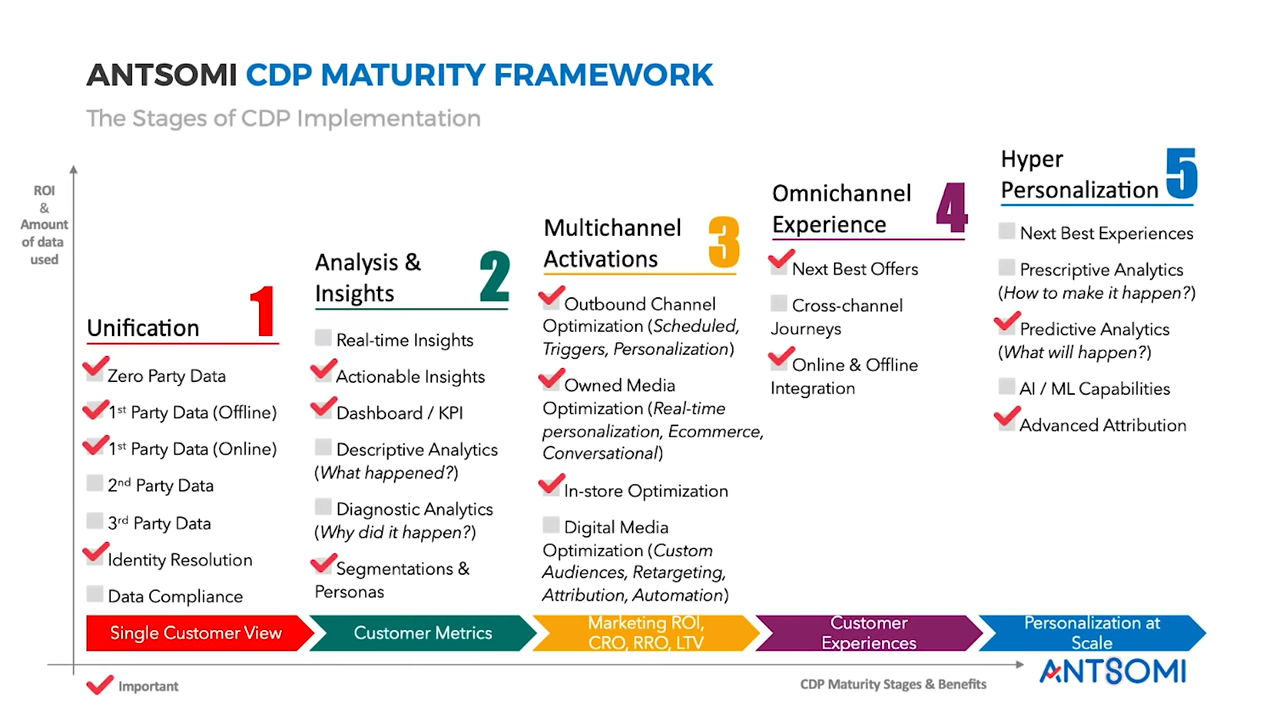 ANTSOMI CDP MATURITY FRAMEWORK
The Stages of CDP Implementation
ROI
&
Amount
of data
used
Unification
1
Zero Party Data
1st Party Data (Offline)
1st Party Data (Online)
2nd Party Data
3rd Party Data
Identity Resolution
Data Compliance
Single Customer View
Analysis &
Insights
2
Real-time Insights
Actionable Insights
Dashboard / KPI
Descriptive Analytics
(What happened?)
Diagnostic Analytics
(Why did it happen?)
Segmentations &
Personas
Customer Metrics
Multichannel
Activations
3
Outbound Channel
Optimization (Scheduled,
Triggers, Personalization)
Owned Media
Optimization (Real-time
personalization, Ecommerce,
Conversational)
In-store Optimization
Digital Media
Optimization (Custom
Audiences, Retargeting,
Attribution, Automation)
Marketing ROI,
CRO, RRO, LTV
Omnichannel
Experience
4
Next Best Offers
Cross-channel
Journeys
Online & Offline
Integration
Customer
Experiences
Hyper
Personalization
5
Next Best Experiences
Prescriptive Analytics
(How to make it happen?)
Predictive Analytics
(What will happen?)
AI / ML Capabilities
Advanced Attribution
Personalization at
Scale
Important
CDP Maturity Stages & Benefits
ANTSOMI